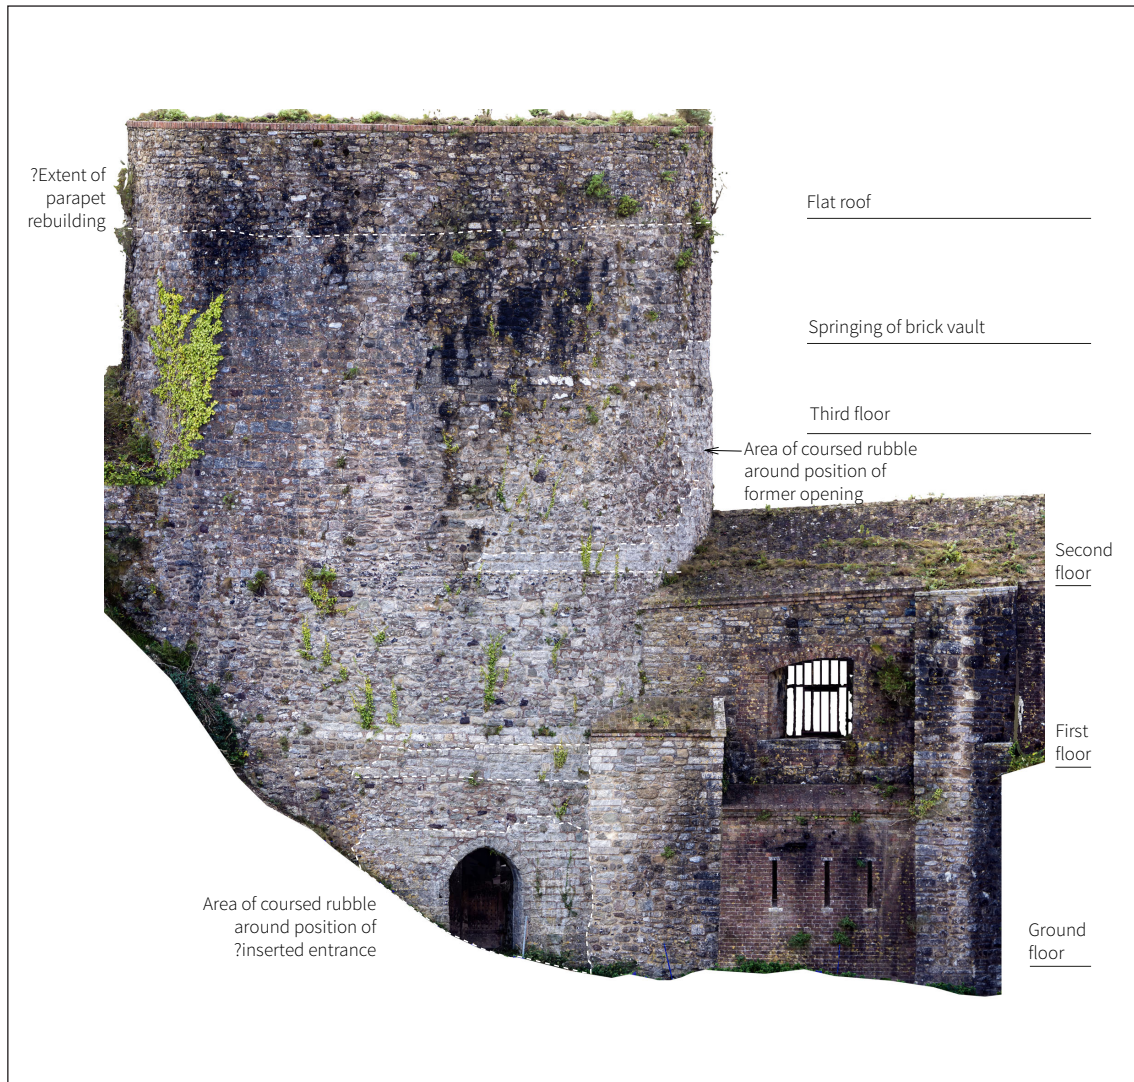 ?Extent of
parapet
rebuilding
Flat roof
Springing of brick vault
Third floor
Area of coursed rubble
around position of
former opening
Second
floor
First
floor
Area of coursed rubble
around position of
?inserted entrance
Ground
floor